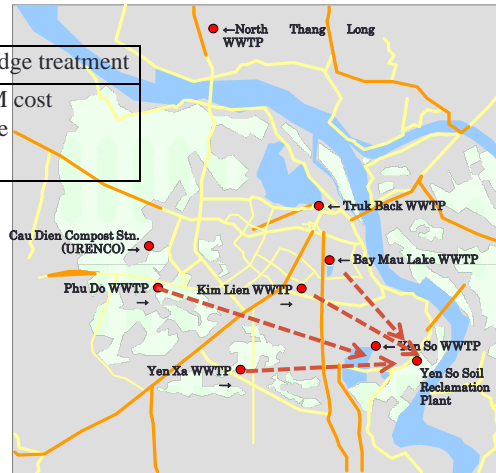 ←North Thang Long
WWTP
dge treatment
M cost
e
← Truk Back WWTP
Cau Dien Compost Stn.
(URENCO) →
← Bay Mau Lake WWTP
Phu Do WWTP
→
Kim Lien WWTP
→
← Yen So WWTP
Yen Xa WWTP
→
Yen So Soil
Reclamation
Plant